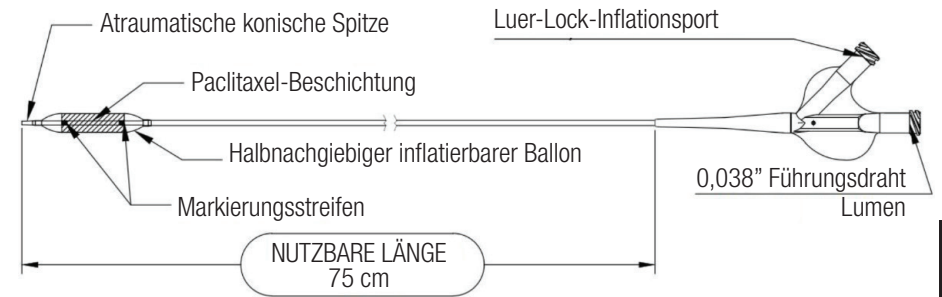 Atraumatische konische Spitze
Luer-Lock-Inflationsport
Paclitaxel-Beschichtung
Halbnachgiebiger inflatierbarer Ballon
0,038” Führungsdraht
Lumen
Markierungsstreifen
NUTZBARE LÄNGE
75 cm